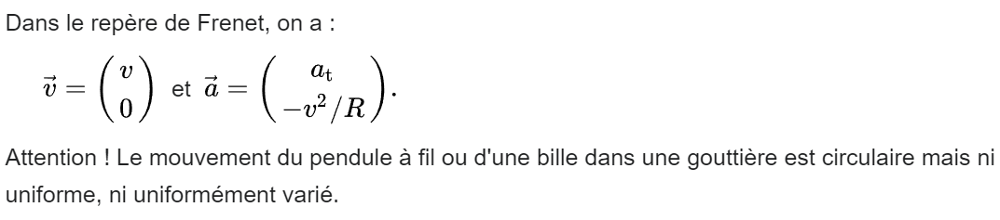 Dans le repère de Frenet, on a :
$\vec{v} = \begin{pmatrix} v \\ 0 \end{pmatrix}$ et $\vec{a} = \begin{pmatrix} a_{\mathrm{t}} \\ -v^2/R \end{pmatrix}$.
Attention ! Le mouvement du pendule à fil ou d'une bille dans une gouttière est circulaire mais ni
uniforme, ni uniformément varié.